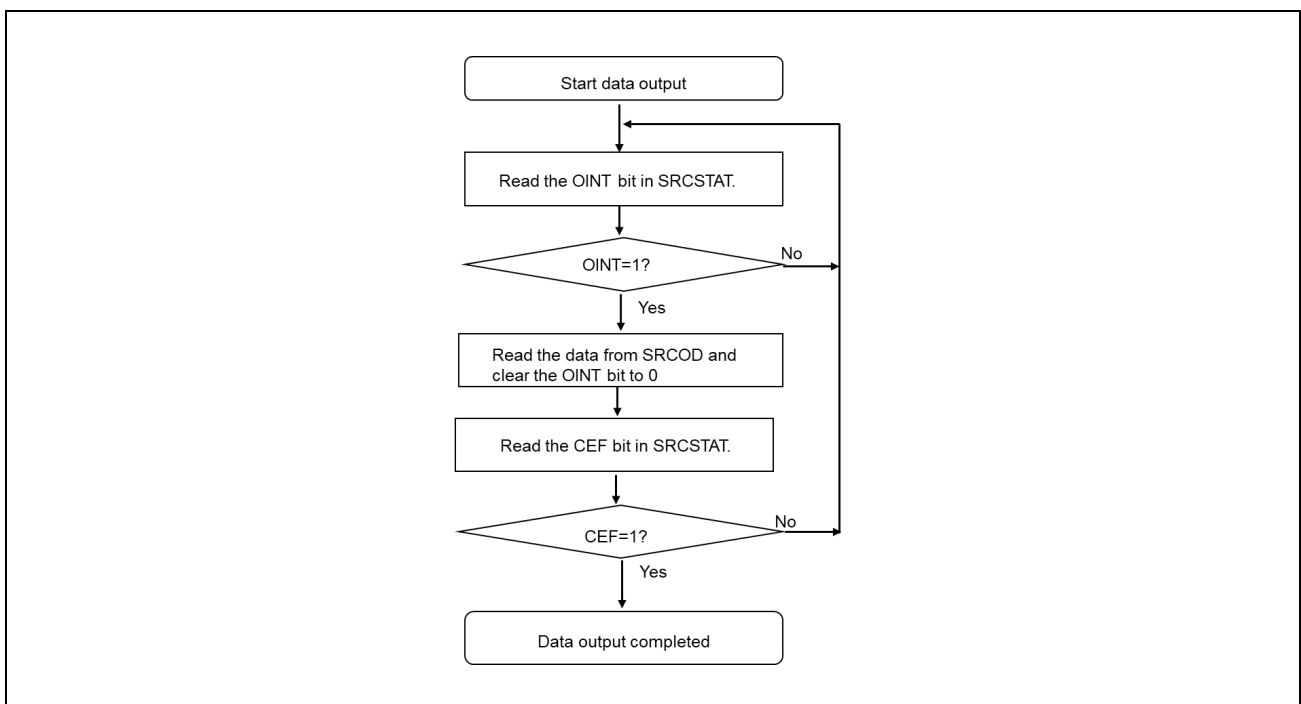 Start data output
Read the OINT bit in SRCSTAT.
OINT=1?
No
Yes
Read the data from SRCOD and
clear the OINT bit to 0
Read the CEF bit in SRCSTAT.
CEF=1?
No
Yes
Data output completed